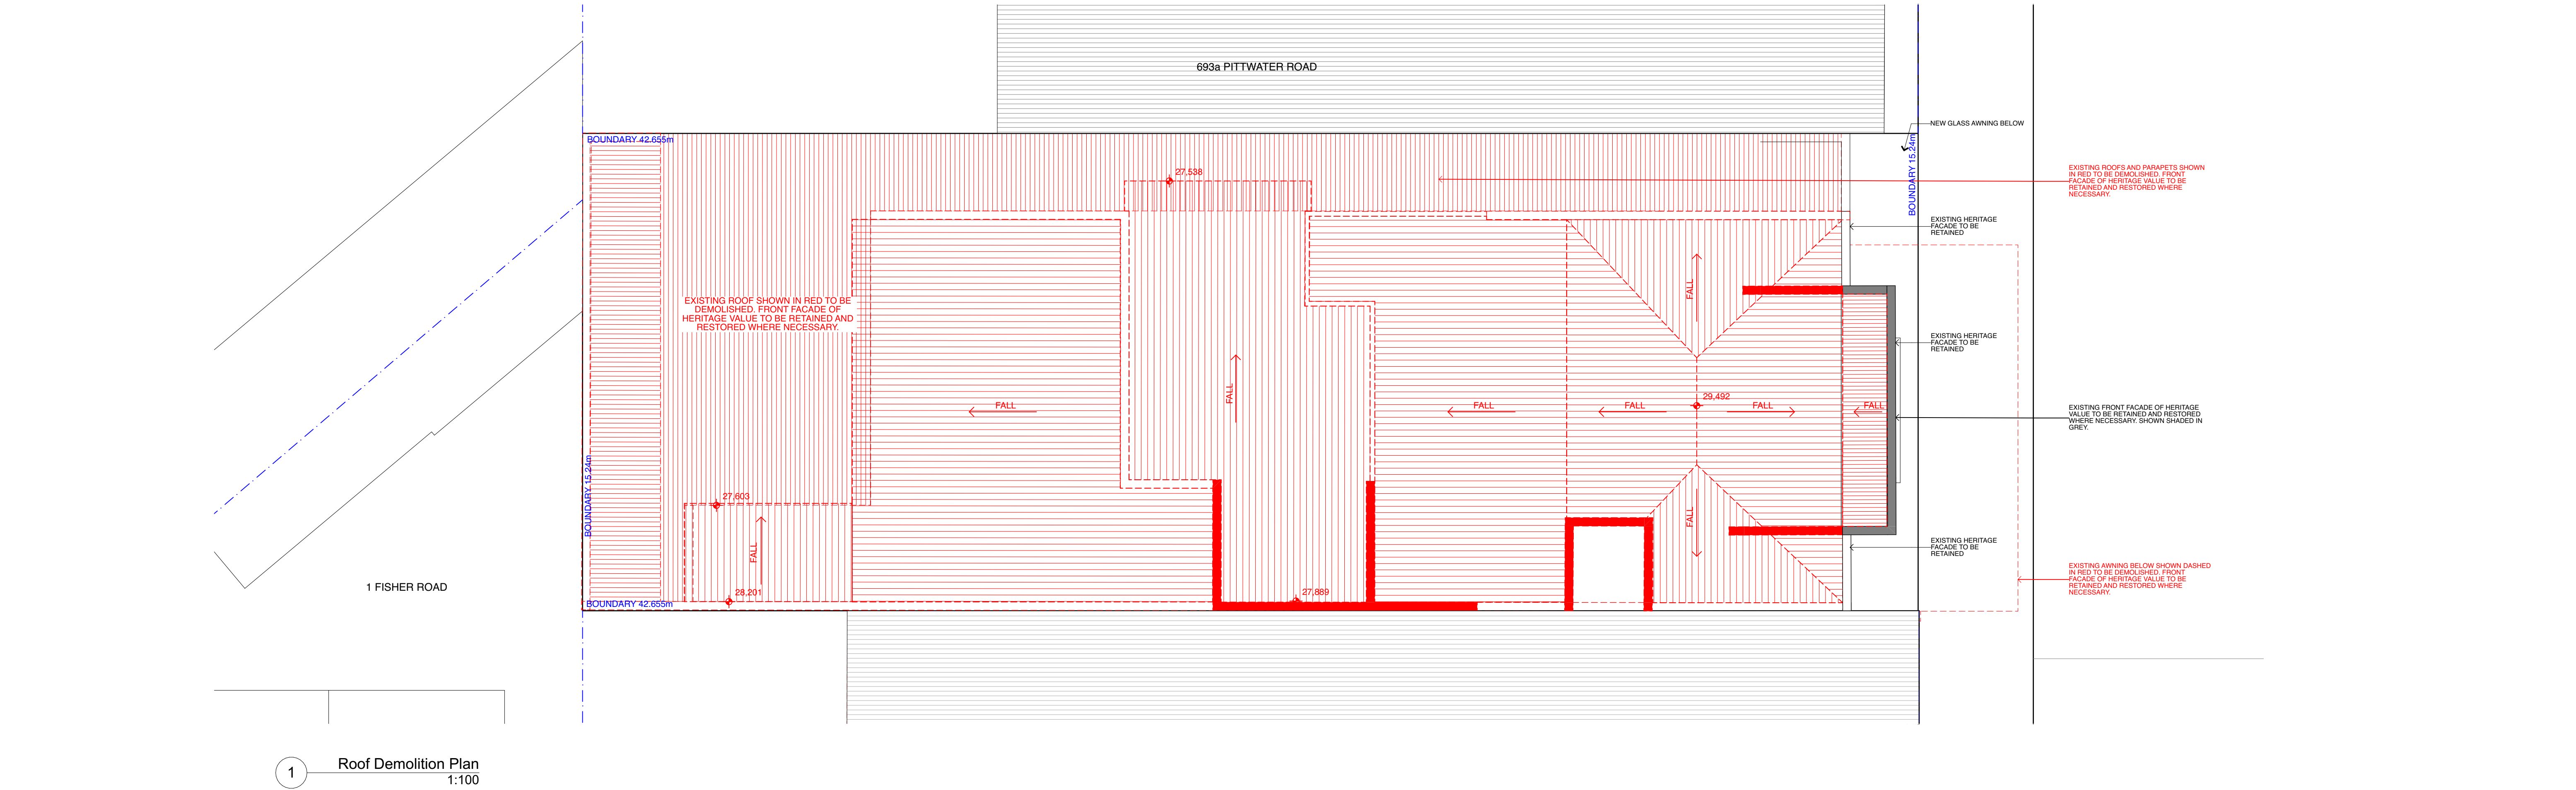 693a PITTWATER ROAD
NEW GLASS AWNING BELOW
BOUNDARY 42.655m
BOUNDARY 15.24m
27,538
EXISTING ROOFS AND PARAPETS SHOWN
IN RED TO BE DEMOLISHED. FRONT
FACADE OF HERITAGE VALUE TO BE
RETAINED AND RESTORED WHERE
NECESSARY.
EXISTING HERITAGE
FACADE TO BE
RETAINED
FALL
EXISTING ROOF SHOWN IN RED TO BE
DEMOLISHED. FRONT FACADE OF
HERITAGE VALUE TO BE RETAINED AND
RESTORED WHERE NECESSARY.
EXISTING HERITAGE
FACADE TO BE
RETAINED
FALL
29,492
FALL
FALL
FALL
FALL
FALL
FALL
EXISTING FRONT FACADE OF HERITAGE
VALUE TO BE RETAINED AND RESTORED
WHERE NECESSARY. SHOWN SHADED IN
GREY.
BOUNDARY 15.24m
27,603
FALL
FALL
EXISTING HERITAGE
FACADE TO BE
RETAINED
1 FISHER ROAD
28,201
27,889
BOUNDARY 42.655m
EXISTING AWNING BELOW SHOWN DASHED
IN RED TO BE DEMOLISHED. FRONT
FACADE OF HERITAGE VALUE TO BE
RETAINED AND RESTORED WHERE
NECESSARY.
1
Roof Demolition Plan
1:100